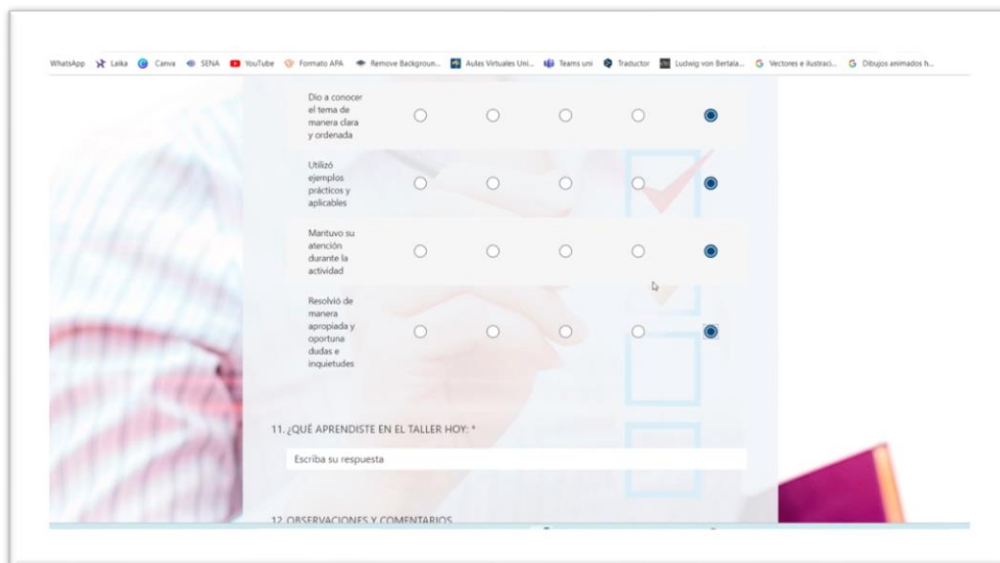 WhatsApp Laika Canva SENA YouTube Formato APA Remove Backgroun... Aulas Virtuales Uni... Teams uni Traductor Ludwig von Bertala... Vectores e ilustraci... Dibujos animados h...
Dio a conocer
el tema de
manera clara
y ordenada
Utilizó
ejemplos
prácticos y
aplicables
Mantuvo su
atención
durante la
actividad
Resolvió de
manera
apropiada y
oportuna
dudas e
inquietudes
11. ¿QUÉ APRENDISTE EN EL TALLER HOY: *
Escriba su respuesta
12. OBSERVACIONES Y COMENTARIOS